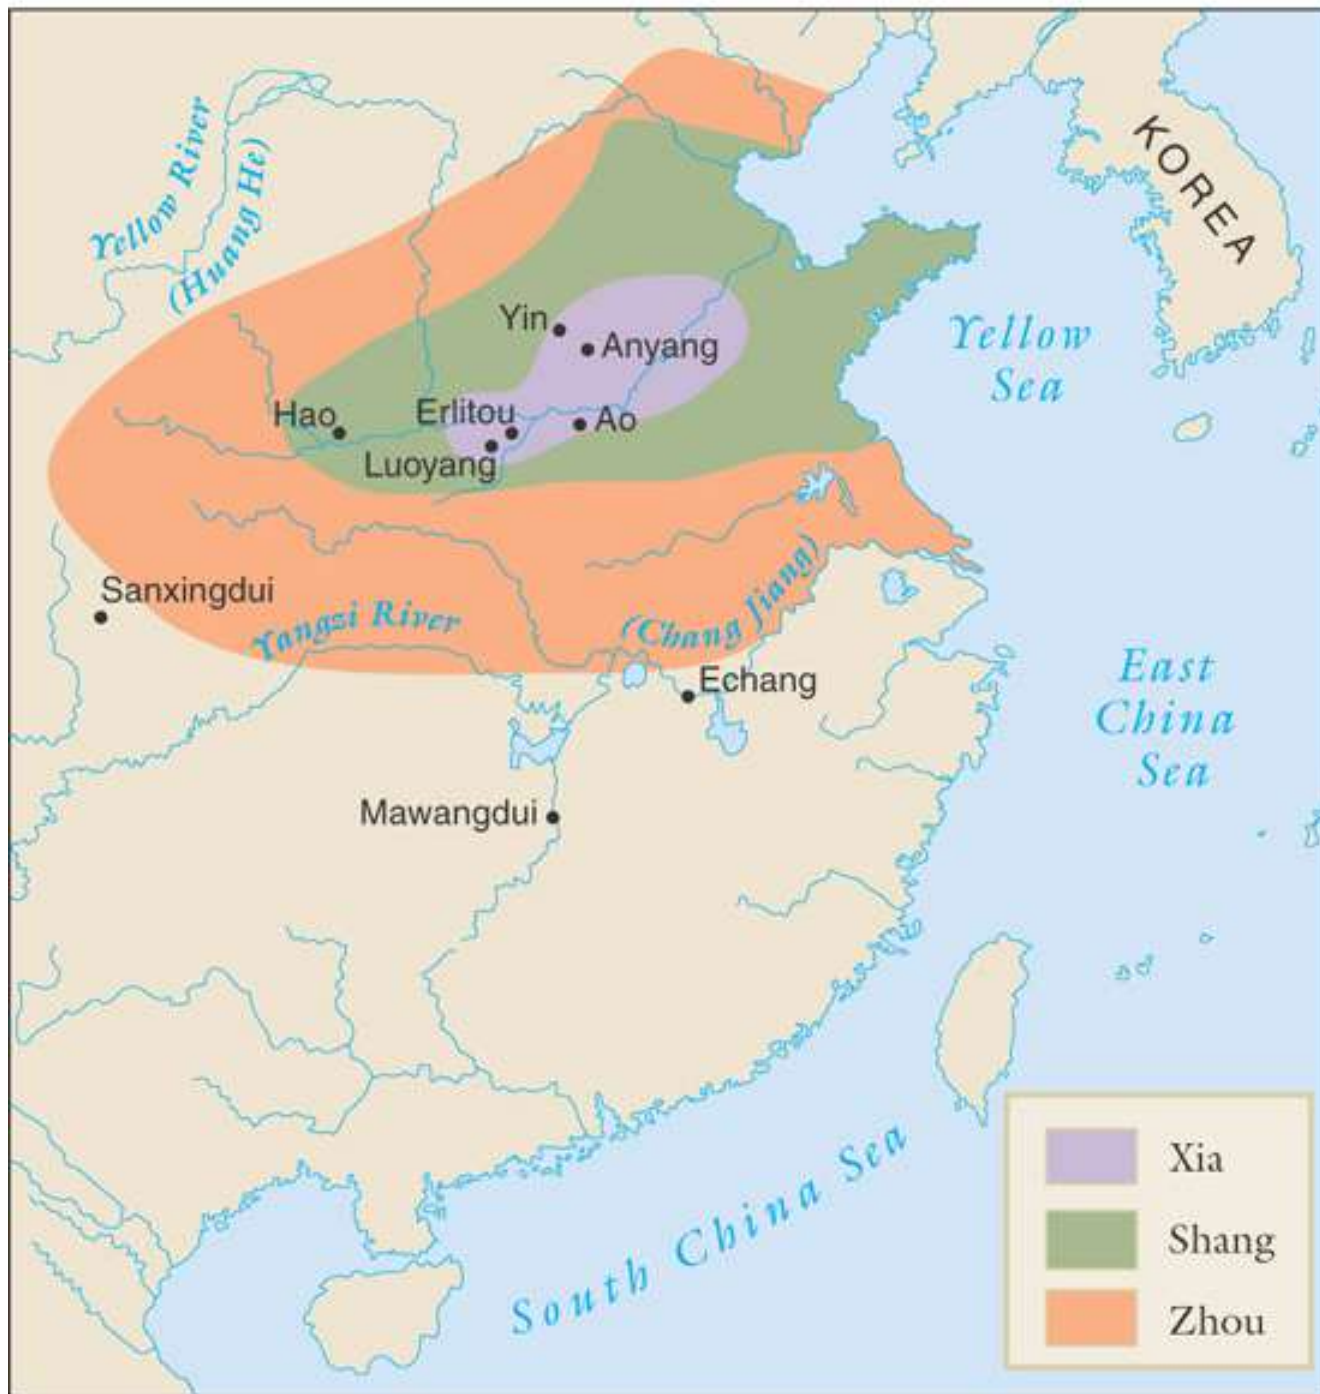 Yellow River
(Huang He)
KOREA
Yin
Anyang
Yellow
Sea
Hao
Erlitou
Ao
Luoyang
Sanxingdui
Yangzi River
(Chang Jiang)
Echang
East
China
Sea
Mawangdui
South China Sea
Xia
Shang
Zhou